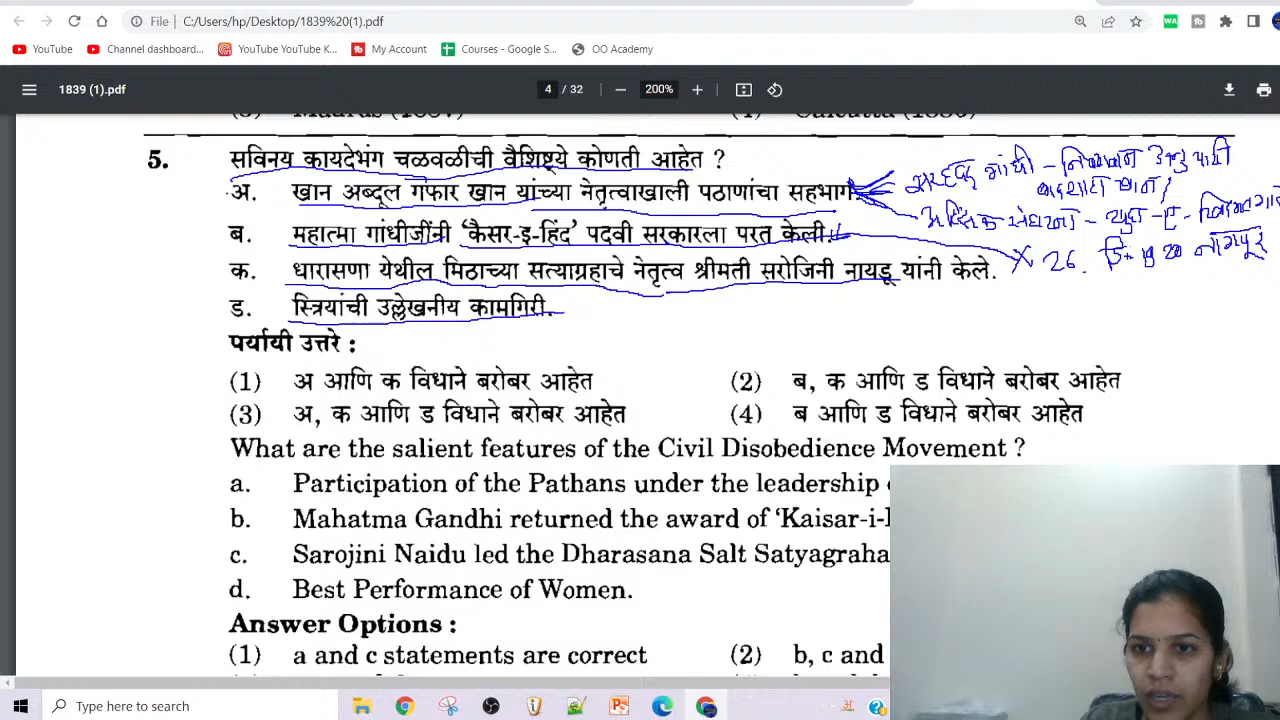 File
C:/Users/hp/Desktop/1839%20(1).pdf
YouTube
Channel dashboard...
YouTube YouTube K...
My Account
Courses - Google S...
OO Academy
1839 (1).pdf
4 / 32
200%
5. सविनय कायदेभंग चळवळीची वैशिष्ट्ये कोणती आहेत ?
अ. खान अब्दूल गफार खान यांच्या नेतृत्वाखाली पठाणांचा सहभाग.
ब. महात्मा गांधीजींनी ‘कैसर-इ-हिंद’ पदवी सरकारला परत केली.
क. धारासणा येथील मिठाच्या सत्याग्रहाचे नेतृत्व श्रीमती सरोजिनी नायडू यांनी केले.
ड. स्त्रियांची उल्लेखनीय कामगिरी.
पर्यायी उत्तरे :
(1) अ आणि क विधाने बरोबर आहेत
(2) ब, क आणि ड विधाने बरोबर आहेत
(3) अ, क आणि ड विधाने बरोबर आहेत
(4) ब आणि ड विधाने बरोबर आहेत
What are the salient features of the Civil Disobedience Movement ?
a. Participation of the Pathans under the leadership
b. Mahatma Gandhi returned the award of ‘Kaisar-i-
c. Sarojini Naidu led the Dharasana Salt Satyagraha
d. Best Performance of Women.
Answer Options :
(1) a and c statements are correct
(2) b, c and
गांधी
26
1920 नागपूर
Type here to search